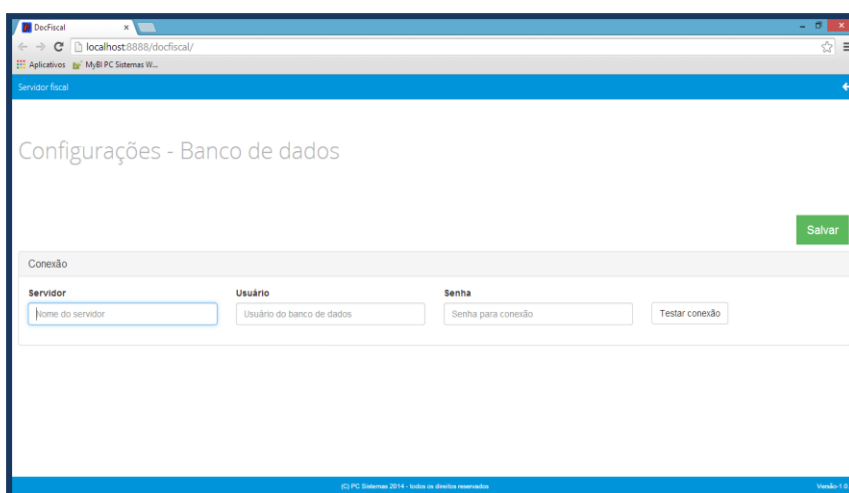 DocFiscal
localhost:8888/docfiscal/
Aplicativos MyBI PC Sistemas W...
Servidor fiscal
Configurações - Banco de dados
Salvar
Conexão
Servidor Usuário Senha
Nome do servidor Usuário do banco de dados Senha para conexão Testar conexão
(C) PC Sistemas 2014 - todos os direitos reservados Versão-1.0